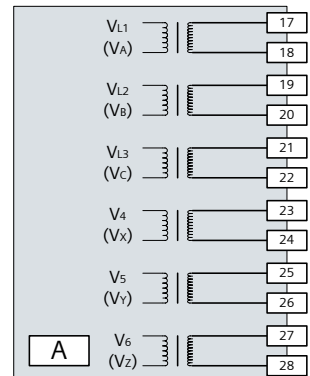 VL1 17
(VA) 18
VL2 19
(VB) 20
VL3 21
(VC) 22
V4 23
(VX) 24
V5 25
(VY) 26
V6 27
A (VZ) 28